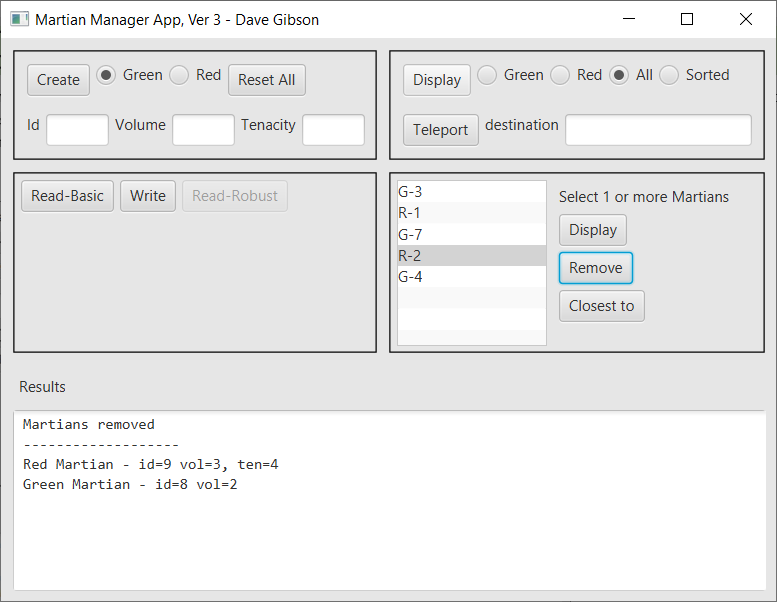 Martian Manager App, Ver 3 - Dave Gibson
Create Green Red Reset All
Id Volume Tenacity
Display Green Red All Sorted
Teleport destination
Read-Basic Write Read-Robust
G-3
R-1
G-7
R-2
G-4
Select 1 or more Martians
Display
Remove
Closest to
Results
Martians removed
-------------------
Red Martian - id=9 vol=3, ten=4
Green Martian - id=8 vol=2